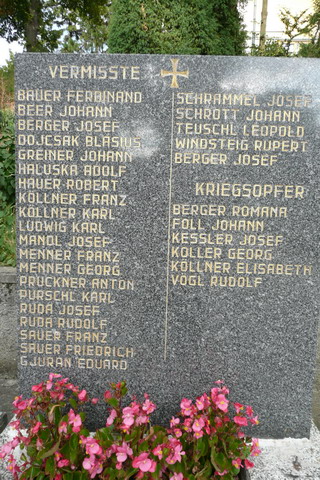 VERMISSTE
BAUER FERDINAND
BEER JOHANN
BERGER JOSEF
DOJCSAK BLASIUS
GREINER JOHANN
HALUSKA ADOLF
HAUER ROBERT
KÖLLNER FRANZ
KÖLLNER KARL
LUDWIG KARL
MANOL JOSEF
MENNER FRANZ
MENNER GEORG
PRUCKNER ANTON
PURSCHL KARL
RUDA JOSEF
RUDA RUDOLF
SAUER FRANZ
SAUER FRIEDRICH
GJURAN EDUARD
SCHRAMMEL JOSEF
SCHROTT JOHANN
TEUSCHL LEOPOLD
WINDSTEIG RUPERT
BERGER JOSEF
KRIEGSOPFER
BERGER ROMANA
FOLL JOHANN
KESSLER JOSEF
KOLLER GEORG
KÖLLNER ELISABETH
VOGL RUDOLF